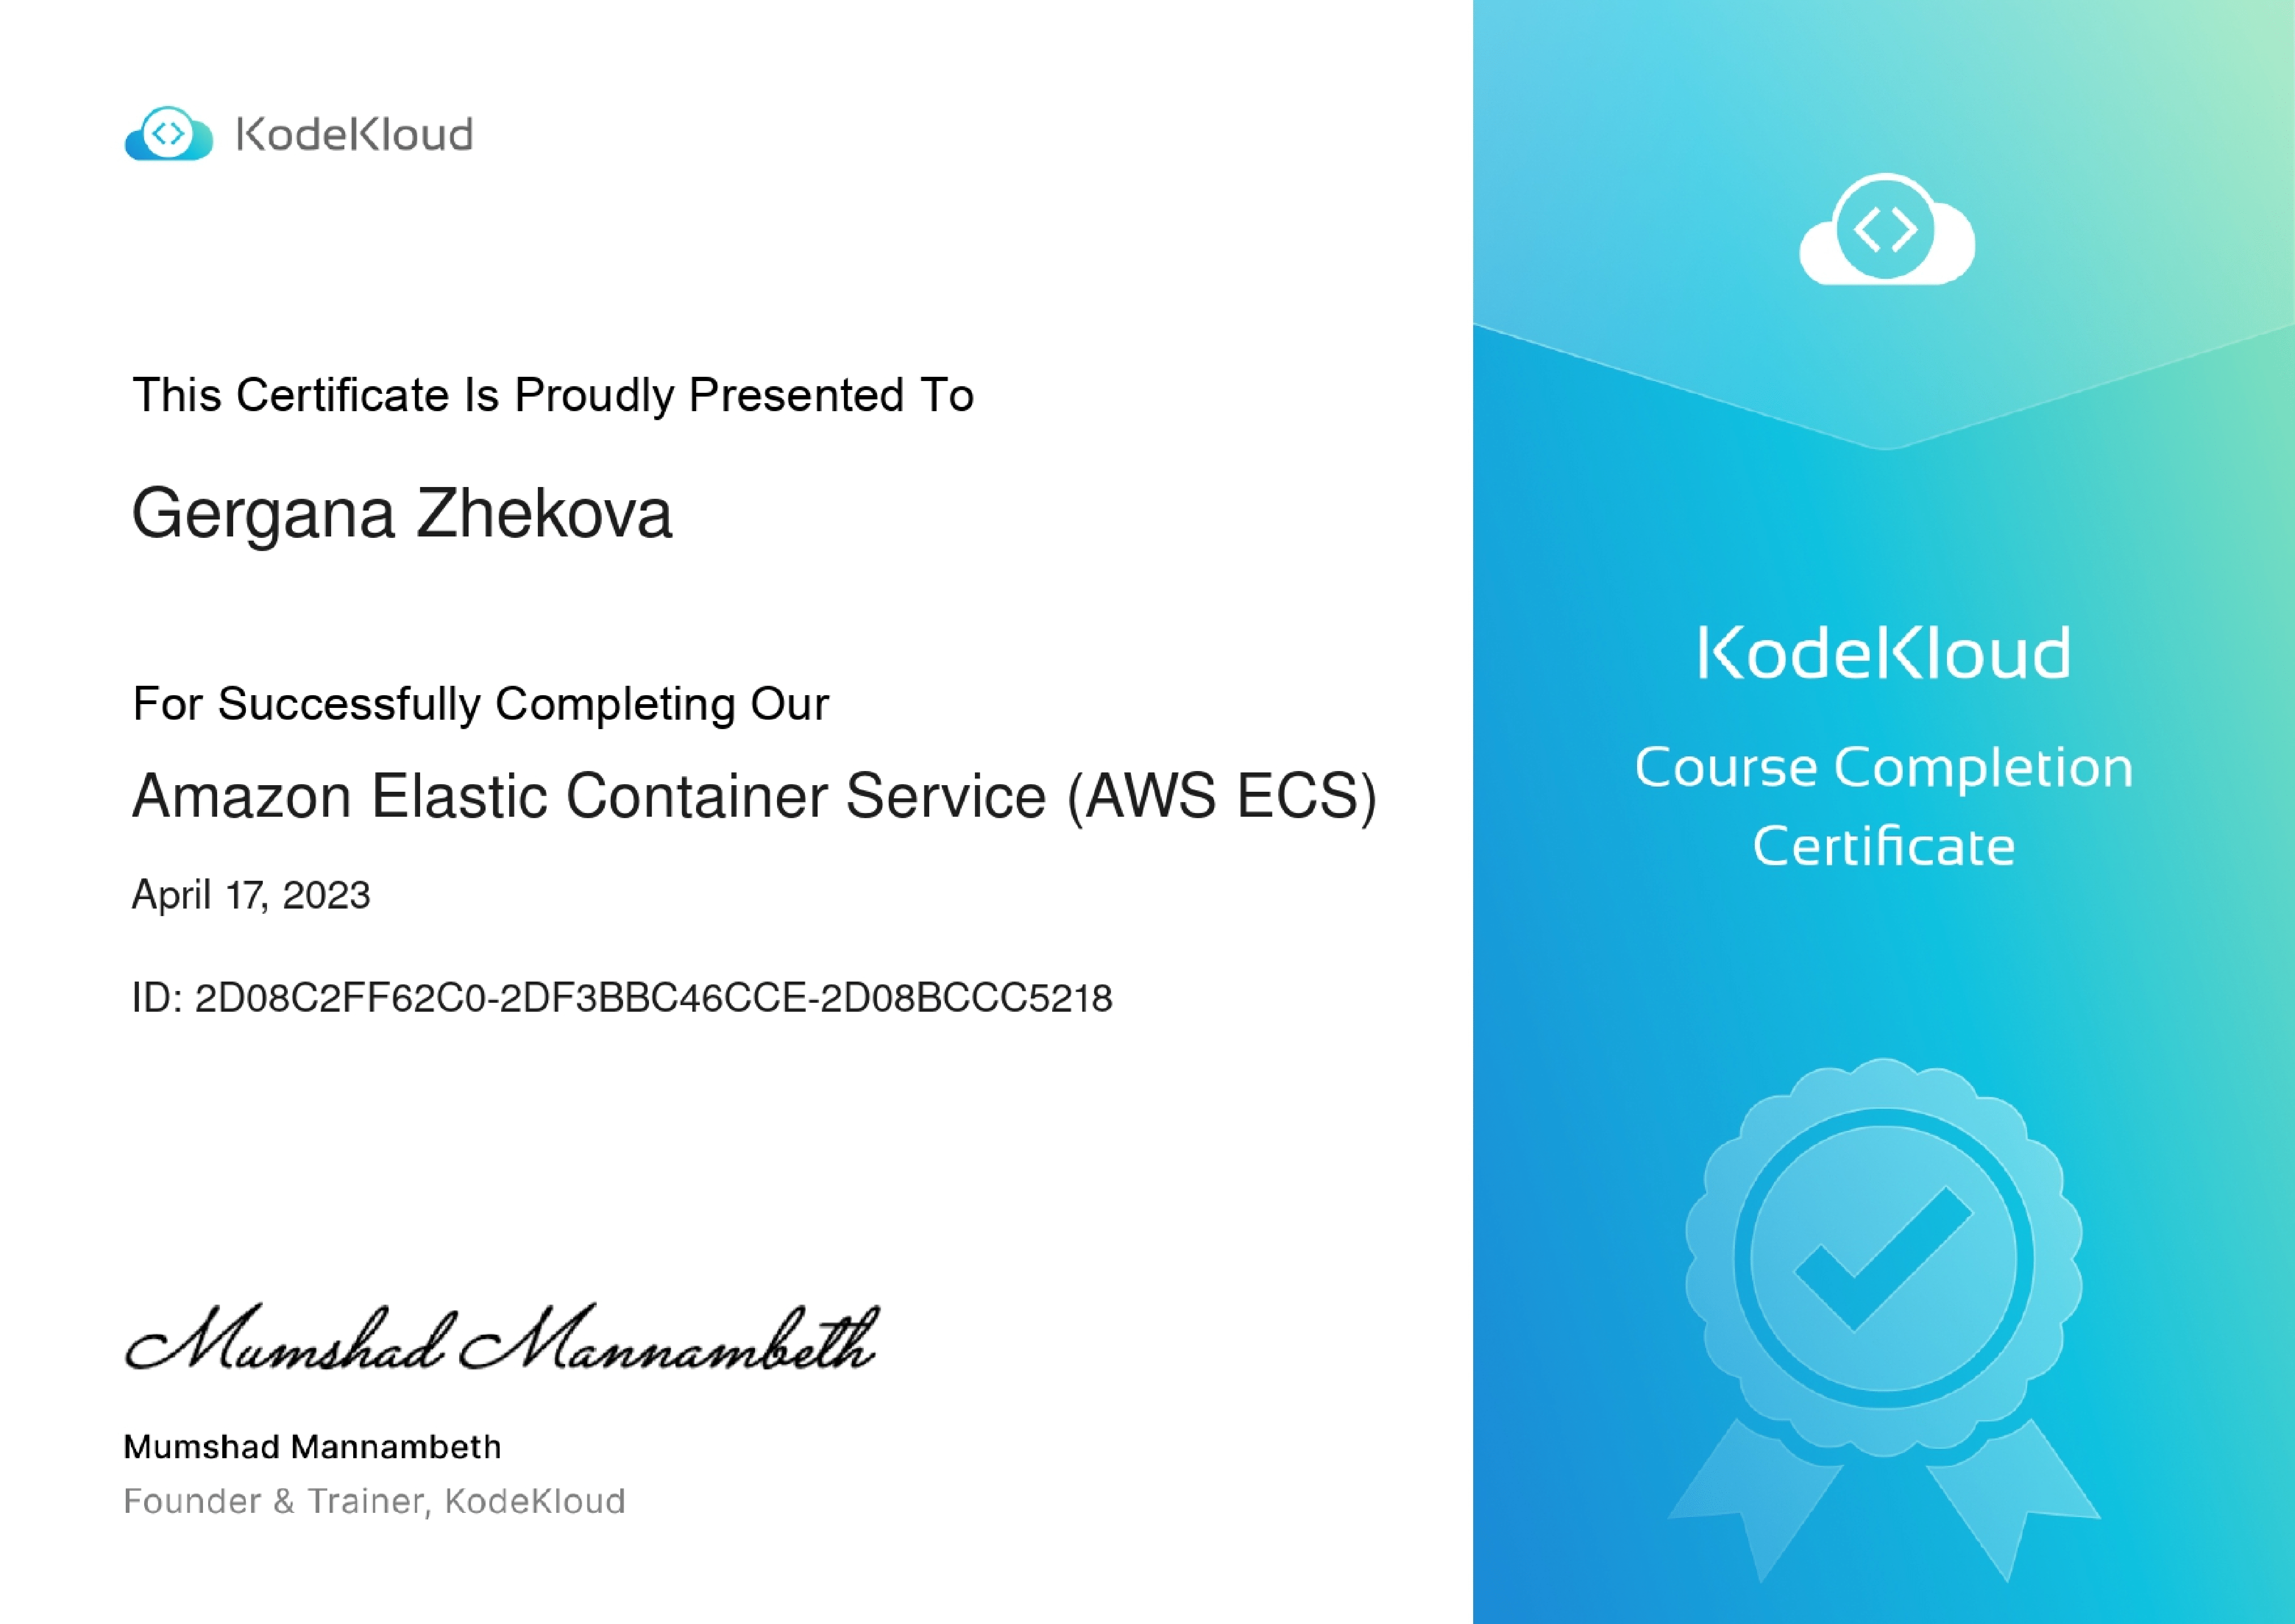 KodeKloud
This Certificate Is Proudly Presented To
Gergana Zhekova
For Successfully Completing Our
Amazon Elastic Container Service (AWS ECS)
April 17, 2023
ID: 2D08C2FF62C0-2DF3BBC46CCE-2D08BCCC5218
Mumshad Mannambeth
Mumshad Mannambeth
Founder & Trainer, KodeKloud
KodeKloud
Course Completion
Certificate